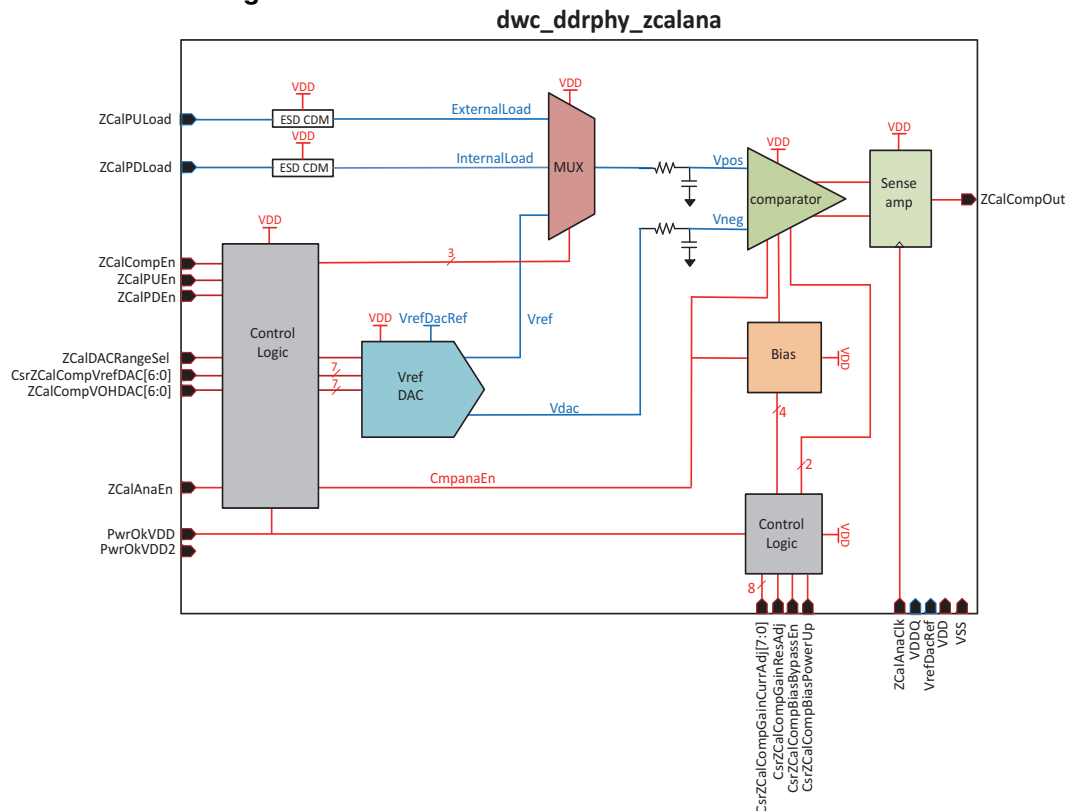 dwc_ddrphy_zcalana
VDD
ZCalPULoad
ESD CDM
ExternalLoad
VDD
VDD
ZCalPDLoad
ESD CDM
InternalLoad
MUX
Vpos
VDD
comparator
Vneg
VDD
Sense
amp
ZCalCompOut
VDD
ZCalCompEn
ZCalPUEn
ZCalPDEn
3
Control
Logic
ZCalDACRangeSel
CsrZCalCompVrefDAC[6:0]
ZCalCompVOHDAC[6:0]
7
7
VDD
VrefDacRef
Vref
DAC
Vref
Vdac
Bias
VDD
4
2
ZCalAnaEn
CmpanaEn
PwrOkVDD
PwrOkVDD2
Control
Logic
VDD
8
CsrZCalCompGainCurrAdj[7:0]
CsrZCalCompGainResAdj
CsrZCalCompBiasBypassEn
CsrZCalCompBiasPowerUp
ZCalAnaClk
VDDQ
VrefDacRef
VDD
VSS